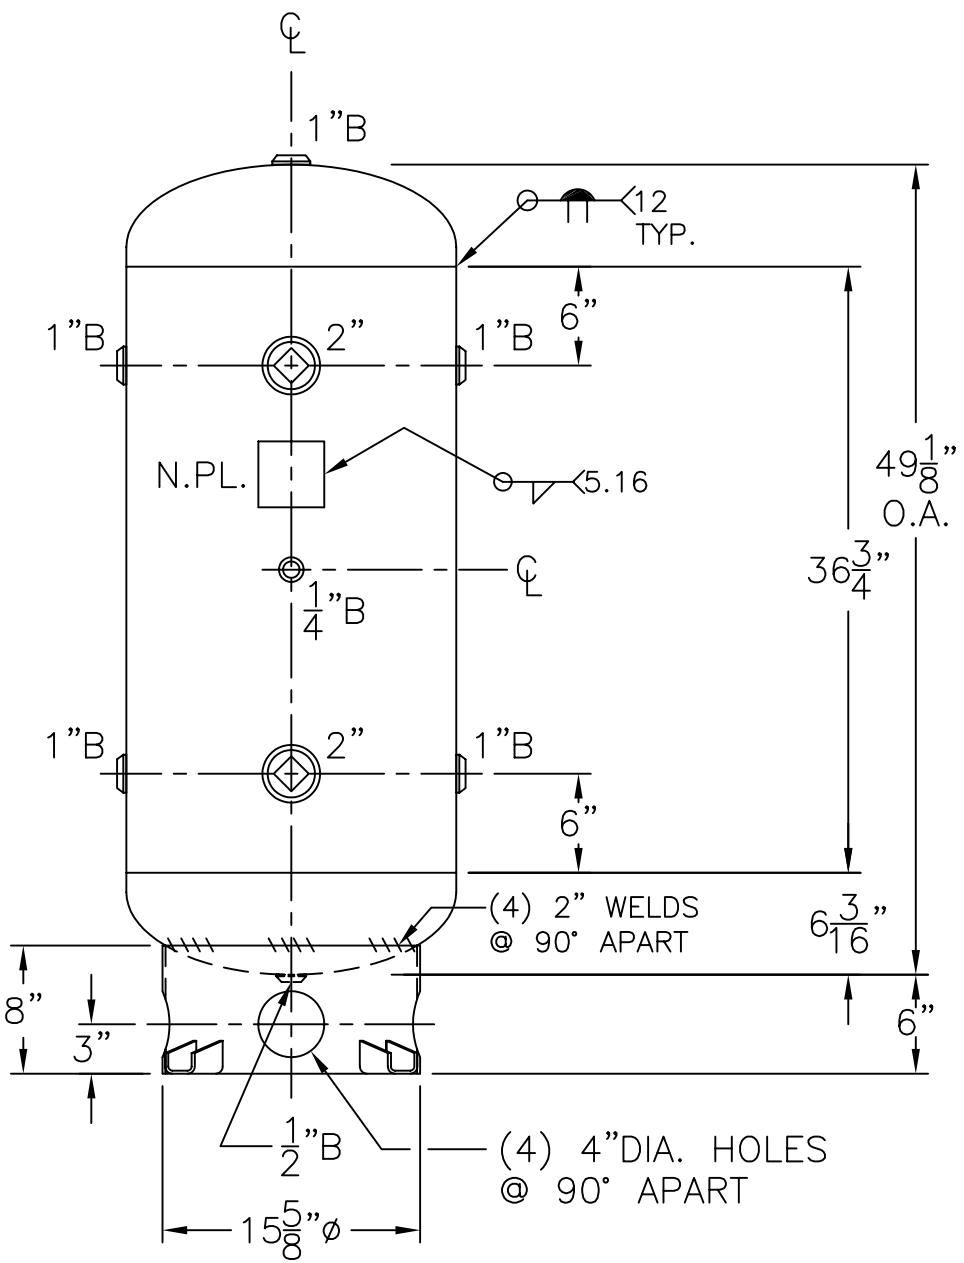 ℄
1”B
12
TYP.
6”
1”B
2”
1”B
49 1/8”
O.A.
N.PL.
5.16
36 3/4”
℄
1/4”B
1”B
2”
1”B
6”
(4) 2” WELDS
@ 90° APART
6 3/16”
8”
3”
6”
1/2”B
(4) 4”DIA. HOLES
@ 90° APART
15 5/8”ø